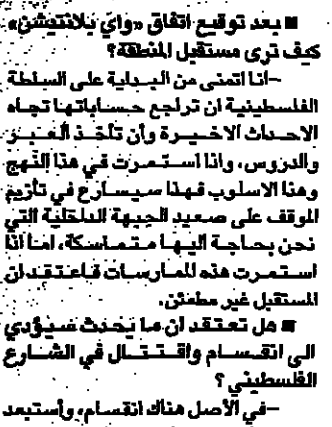 ■ بعد توقيع اتفاق «واي بلانتيشن»
كيف ترى مستقبل المنطقة؟
-انا اتمنى من البداية على السلطة
الفلسطينية ان تراجع حساباتها تجاه
الاحداث الاخيرة وأن تأخذ العبر
والدروس، واذا استمرت في هذا النهج
وهذا الاسلوب فهذا سيسارع في تأزيم
الموقف على صعيد الجبهة الداخلية التي
نحن بحاجة اليها متماسكة، اما اذا
استمرت هذه الممارسات فاعتقد ان
المستقبل غير مطمئن.
■ هل تعتقد ان ما يحدث سيؤدي
الى انقسام واقتتال في الشارع
الفلسطيني؟
-في الأصل هناك انقسام، وأستبعد